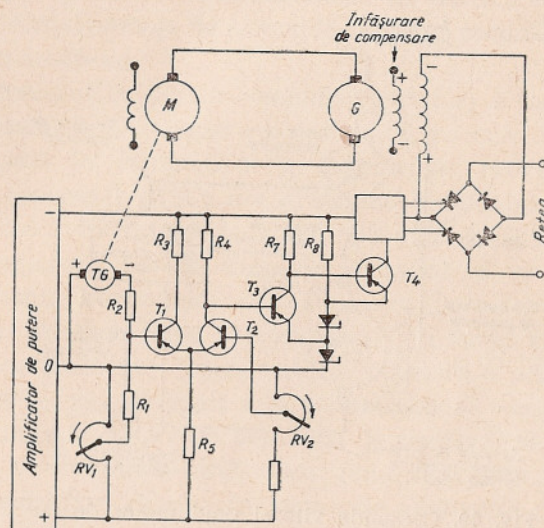 Înfășurare
de compensare
M
G
+
−
−
+
Rețea
−
R3
R4
R7
R8
+
TG
−
R2
T1
T2
T3
T4
0
R1
R5
RV1
RV2
+
Amplificator de putere